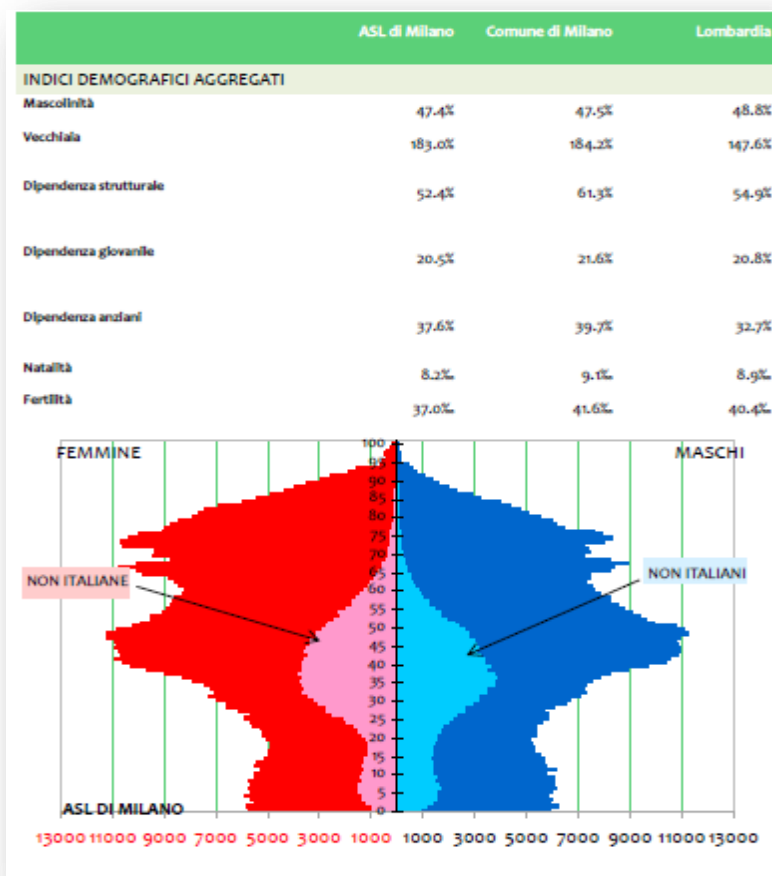 ASL di Milano Comune di Milano Lombardia
INDICI DEMOGRAFICI AGGREGATI
Mascolinità 47.4% 47.5% 48.8%
Vecchiaia 183.0% 184.2% 147.6%
Dipendenza strutturale 52.4% 61.3% 54.9%
Dipendenza giovanile 20.5% 21.6% 20.8%
Dipendenza anziani 37.6% 39.7% 32.7%
Natalità 8.2‰ 9.1‰ 8.9‰
Fertilità 37.0‰ 41.6‰ 40.4‰
FEMMINE MASCHI
100
95
90
85
80
75
70
65
60
55
50
45
40
35
30
25
20
15
10
5
0
NON ITALIANE
NON ITALIANI
ASL DI MILANO
13000 11000 9000 7000 5000 3000 1000 1000 3000 5000 7000 9000 11000 13000